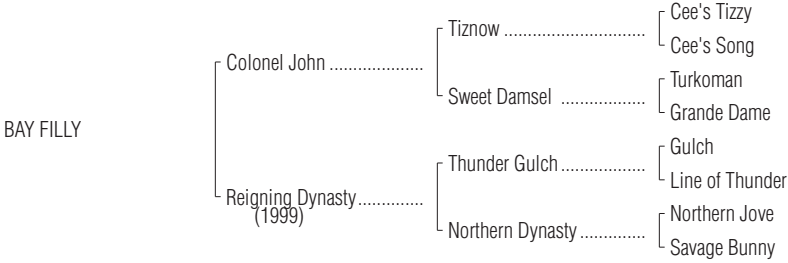 Cee's Tizzy
Tiznow ..............................
Cee's Song
Colonel John ....................
Turkoman
Sweet Damsel ..................
Grande Dame
BAY FILLY
Gulch
Thunder Gulch ..................
Line of Thunder
Reigning Dynasty ..............
(1999)
Northern Jove
Northern Dynasty ..............
Savage Bunny